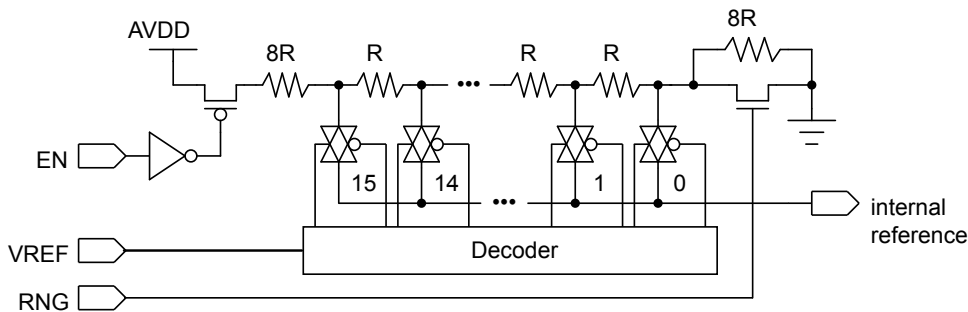 AVDD
8R
R
R
R
8R
EN
15
14
1
0
internal
reference
VREF
Decoder
RNG